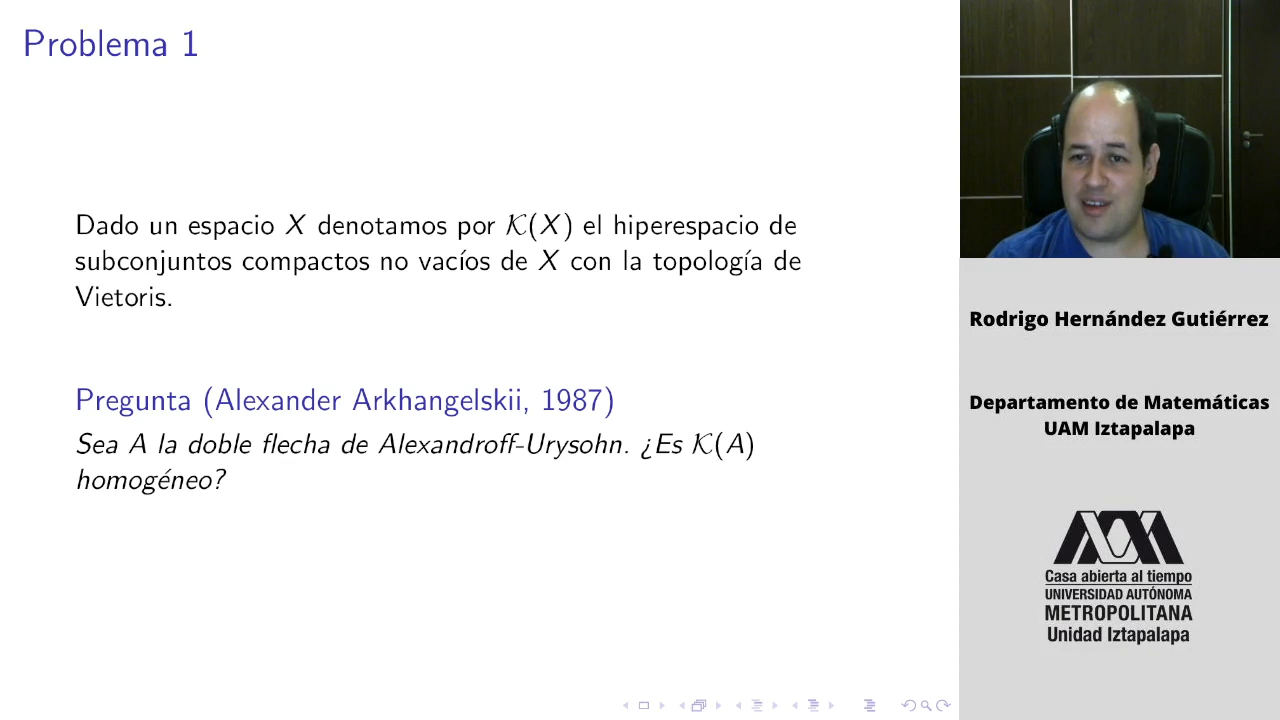 Problema 1
Dado un espacio X denotamos por 𝒦(X) el hiperespacio de
subconjuntos compactos no vacíos de X con la topología de
Vietoris.
Pregunta (Alexander Arkhangelskii, 1987)
Sea A la doble flecha de Alexandroff-Urysohn. ¿Es 𝒦(A)
homogéneo?
Rodrigo Hernández Gutiérrez
Departamento de Matemáticas
UAM Iztapalapa
Casa abierta al tiempo
UNIVERSIDAD AUTÓNOMA
METROPOLITANA
Unidad Iztapalapa